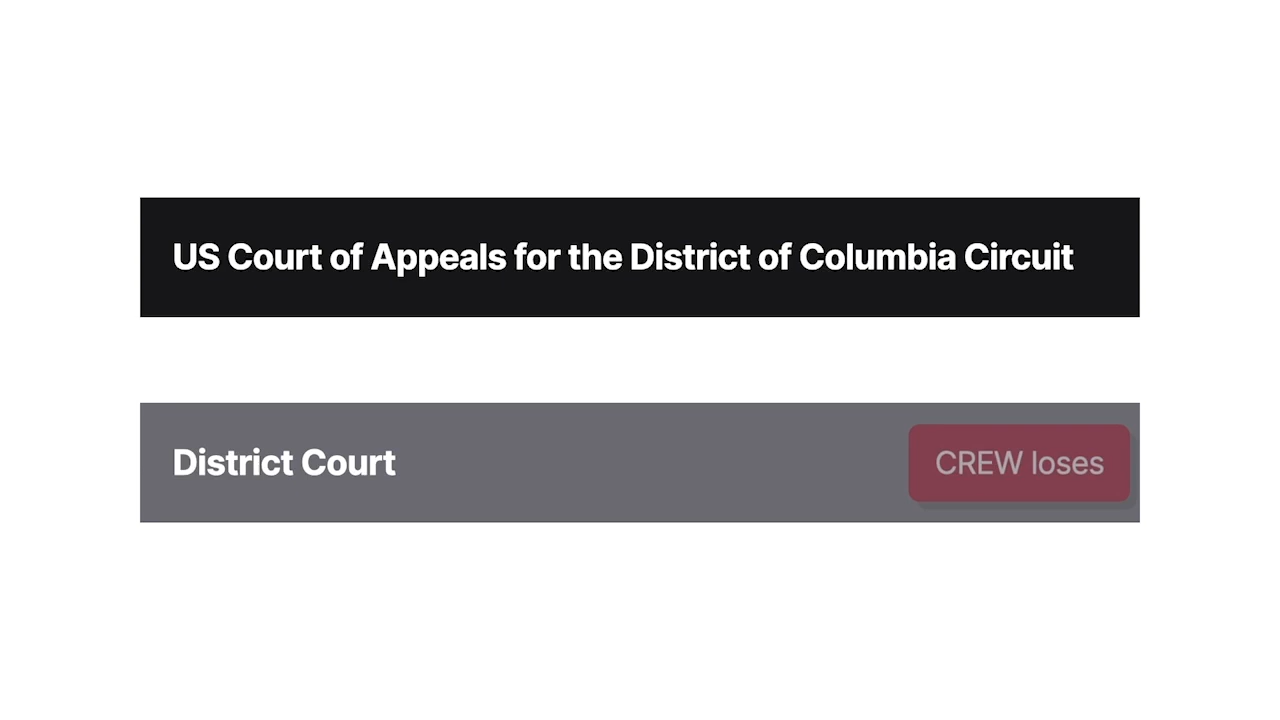 US Court of Appeals for the District of Columbia Circuit
District Court
CREW loses